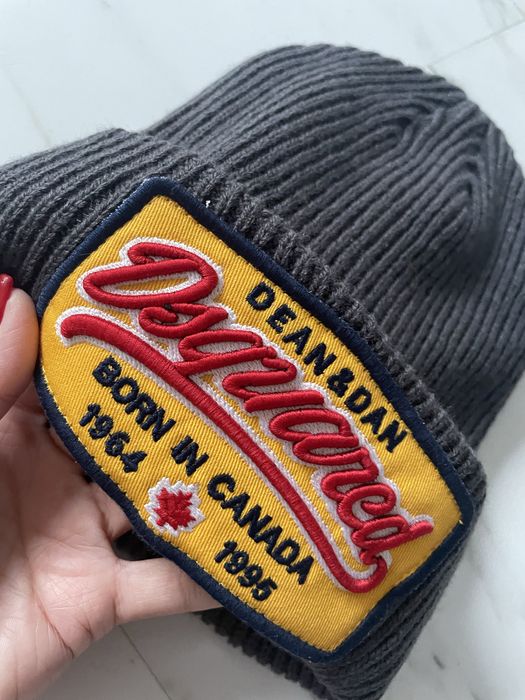 DEAN&DAN
Dsquared
BORN IN CANADA
1964 1995